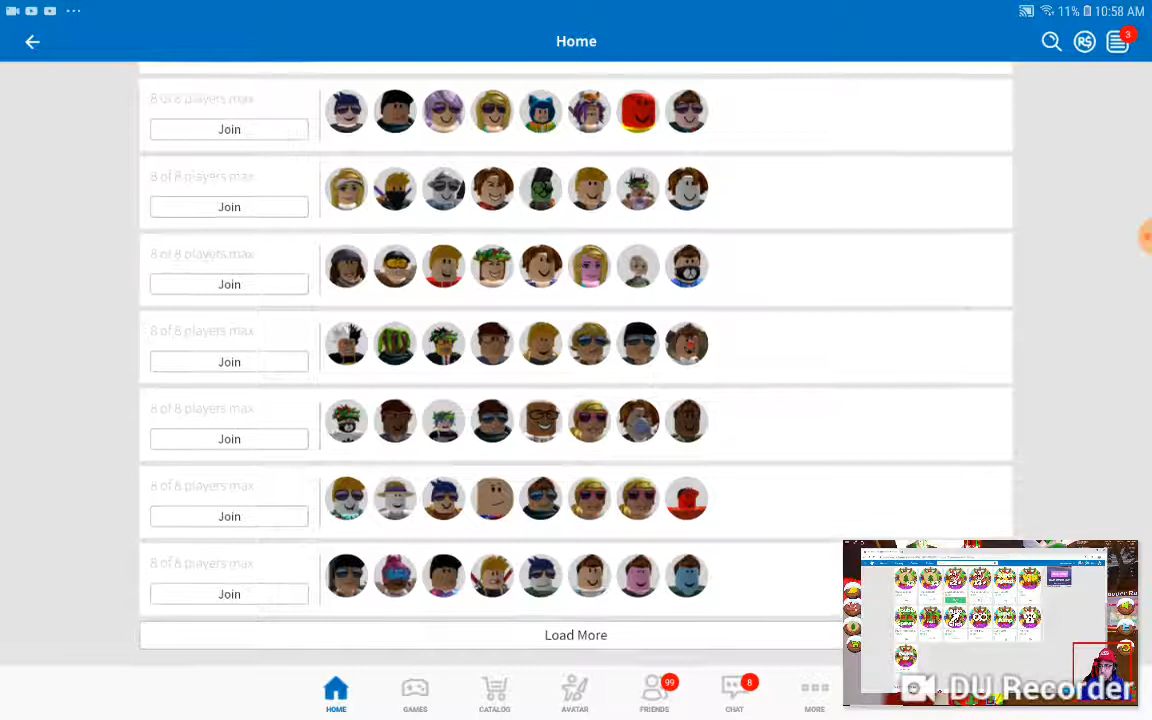 11% 10:58 AM
Home
R$
3
8 of 8 players max
Join
8 of 8 players max
Join
8 of 8 players max
Join
8 of 8 players max
Join
8 of 8 players max
Join
8 of 8 players max
Join
8 of 8 players max
Join
Load More
HOME
GAMES
CATALOG
AVATAR
99
FRIENDS
8
CHAT
MORE
DU Recorder